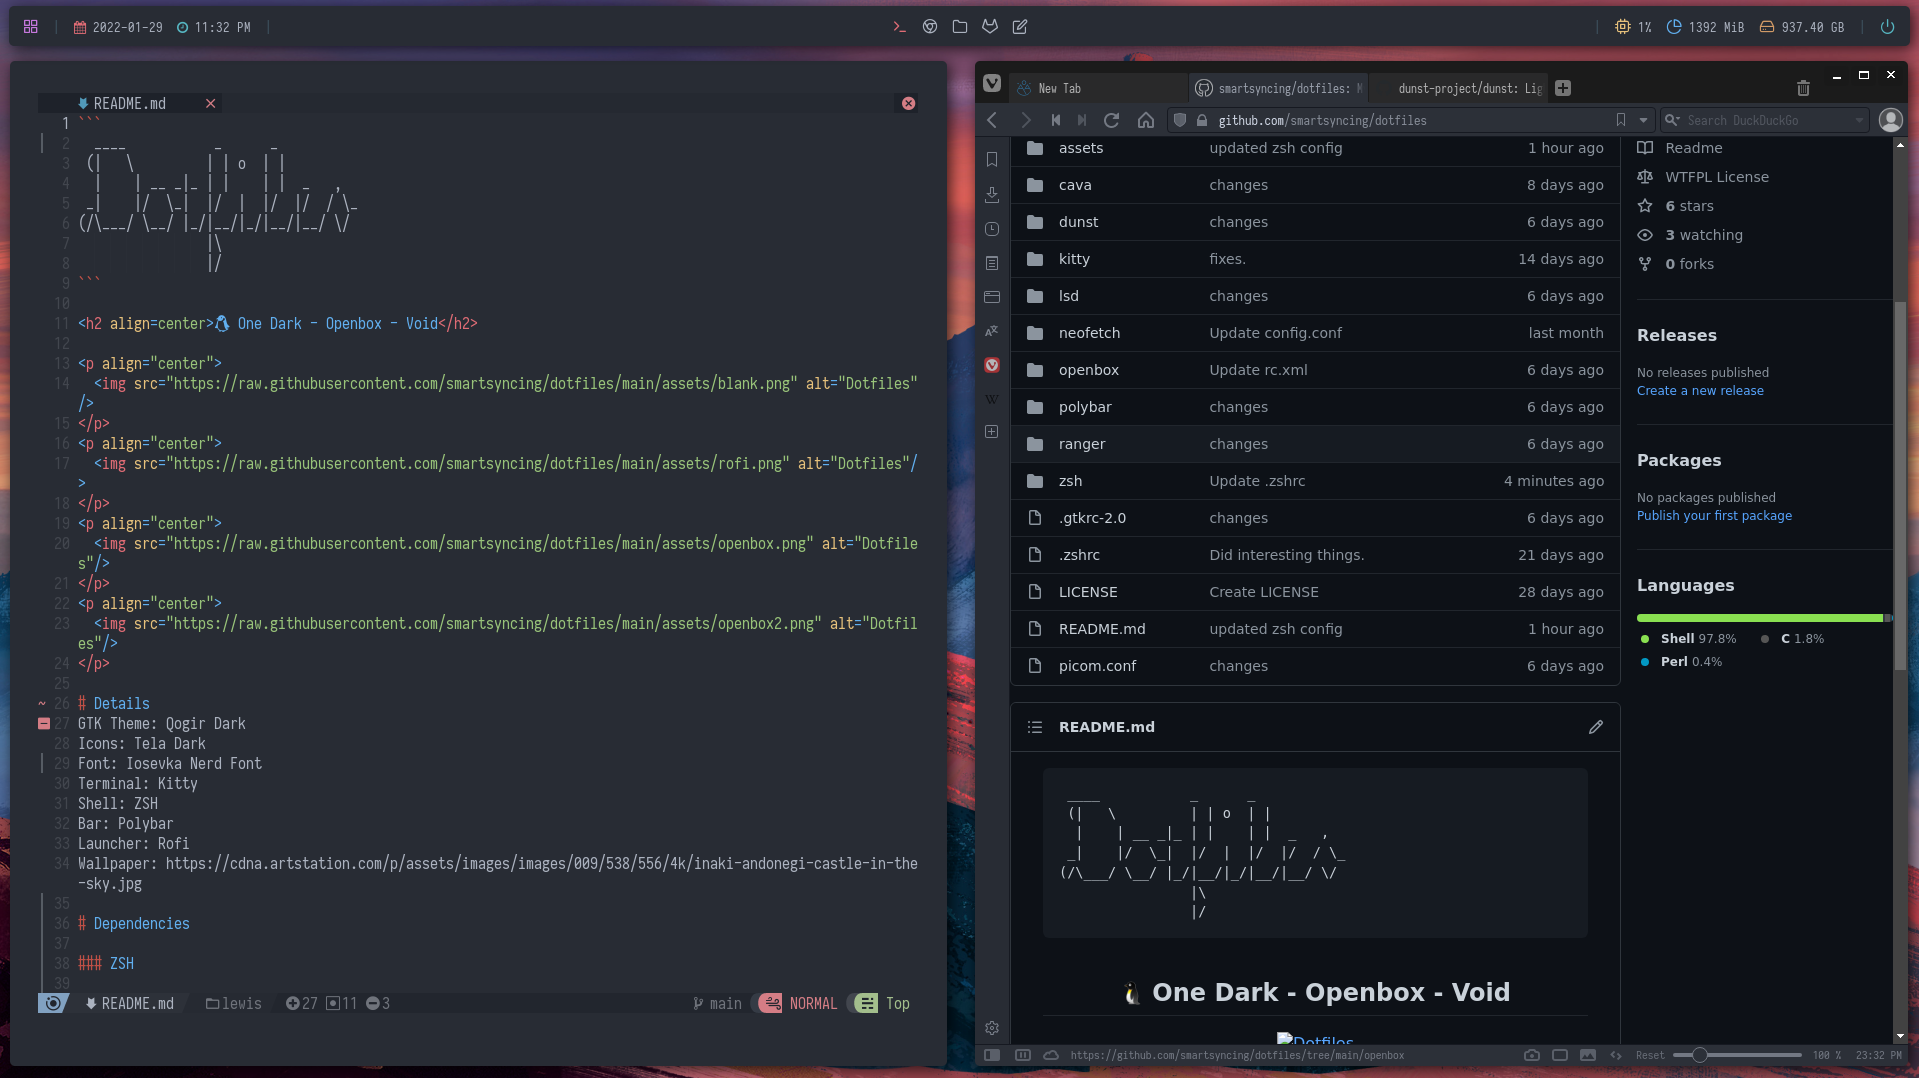 2022-01-29 11:32 PM
1% 1392 MiB 937.40 GB
README.md
1 ```
2   ____           _      _
3  (|   \         | | o  | |
4   |    | __ _|_ | |    | |  _   ,
5  _|    |/  \_|  |/  |  |/  |/  / \_
6 (/\___/ \__/ |_/|__/|_/|__/|__/ \/
7                 |\
8                 |/
9 ```
10
11 <h2 align=center>🐧 One Dark - Openbox - Void</h2>
12
13 <p align="center">
14   <img src="https://raw.githubusercontent.com/smartsyncing/dotfiles/main/assets/blank.png" alt="Dotfiles"
/>
15 </p>
16 <p align="center">
17   <img src="https://raw.githubusercontent.com/smartsyncing/dotfiles/main/assets/rofi.png" alt="Dotfiles"/
>
18 </p>
19 <p align="center">
20   <img src="https://raw.githubusercontent.com/smartsyncing/dotfiles/main/assets/openbox.png" alt="Dotfile
s"/>
21 </p>
22 <p align="center">
23   <img src="https://raw.githubusercontent.com/smartsyncing/dotfiles/main/assets/openbox2.png" alt="Dotfil
es"/>
24 </p>
25
~ 26 # Details
27 GTK Theme: Qogir Dark
28 Icons: Tela Dark
29 Font: Iosevka Nerd Font
30 Terminal: Kitty
31 Shell: ZSH
32 Bar: Polybar
33 Launcher: Rofi
34 Wallpaper: https://cdna.artstation.com/p/assets/images/images/009/538/556/4k/inaki-andonegi-castle-in-the
-sky.jpg
35
36 # Dependencies
37
38 ### ZSH
39
README.md lewis 27 11 3 main NORMAL Top
New Tab
smartsyncing/dotfiles: M
dunst-project/dunst: Lig
github.com/smartsyncing/dotfiles
Search DuckDuckGo
assets updated zsh config 1 hour ago
cava changes 8 days ago
dunst changes 6 days ago
kitty fixes. 14 days ago
lsd changes 6 days ago
neofetch Update config.conf last month
openbox Update rc.xml 6 days ago
polybar changes 6 days ago
ranger changes 6 days ago
zsh Update .zshrc 4 minutes ago
.gtkrc-2.0 changes 6 days ago
.zshrc Did interesting things. 21 days ago
LICENSE Create LICENSE 28 days ago
README.md updated zsh config 1 hour ago
picom.conf changes 6 days ago
Readme
WTFPL License
6 stars
3 watching
0 forks
Releases
No releases published
Create a new release
Packages
No packages published
Publish your first package
Languages
Shell 97.8% C 1.8%
Perl 0.4%
README.md
  ____           _      _
 (|   \         | | o  | |
  |    | __ _|_ | |    | |  _   ,
 _|    |/  \_|  |/  |  |/  |/  / \_
(/\___/ \__/ |_/|__/|_/|__/|__/ \/
                |\
                |/
🐧 One Dark - Openbox - Void
Dotfiles
https://github.com/smartsyncing/dotfiles/tree/main/openbox
Reset 100 % 23:32 PM